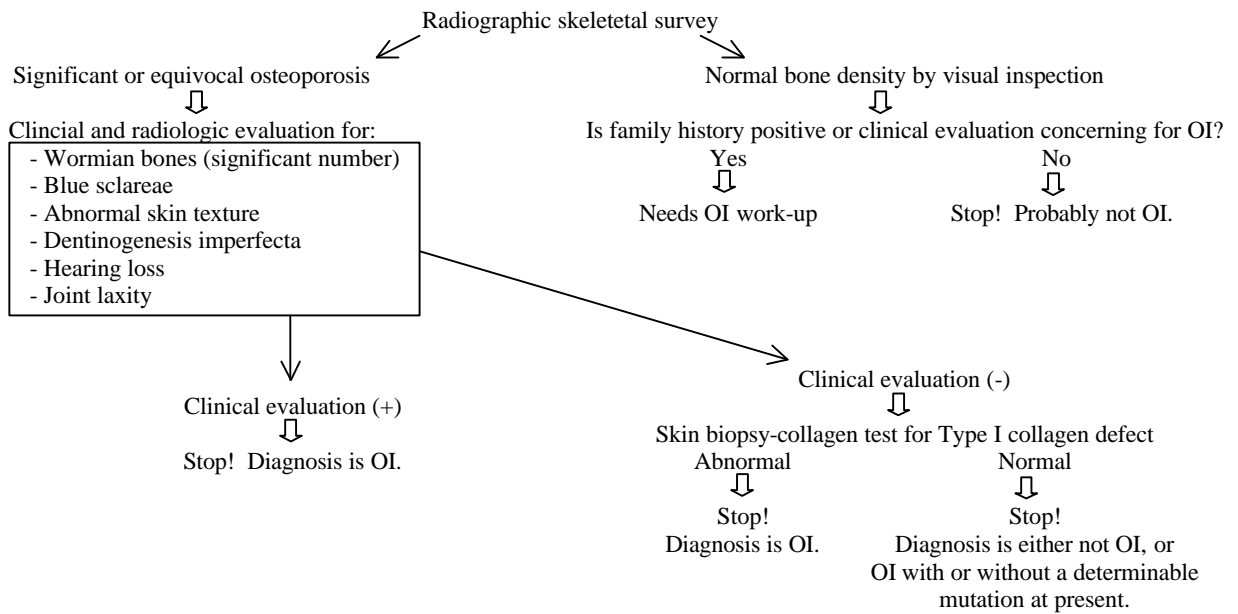 Radiographic skeletetal survey
Significant or equivocal osteoporosis
Normal bone density by visual inspection
Clincial and radiologic evaluation for:
- Wormian bones (significant number)
- Blue sclareae
- Abnormal skin texture
- Dentinogenesis imperfecta
- Hearing loss
- Joint laxity
Is family history positive or clinical evaluation concerning for OI?
Yes
No
Needs OI work-up
Stop! Probably not OI.
Clinical evaluation (+)
Stop! Diagnosis is OI.
Clinical evaluation (-)
Skin biopsy-collagen test for Type I collagen defect
Abnormal
Normal
Stop!
Diagnosis is OI.
Stop!
Diagnosis is either not OI, or
OI with or without a determinable
mutation at present.